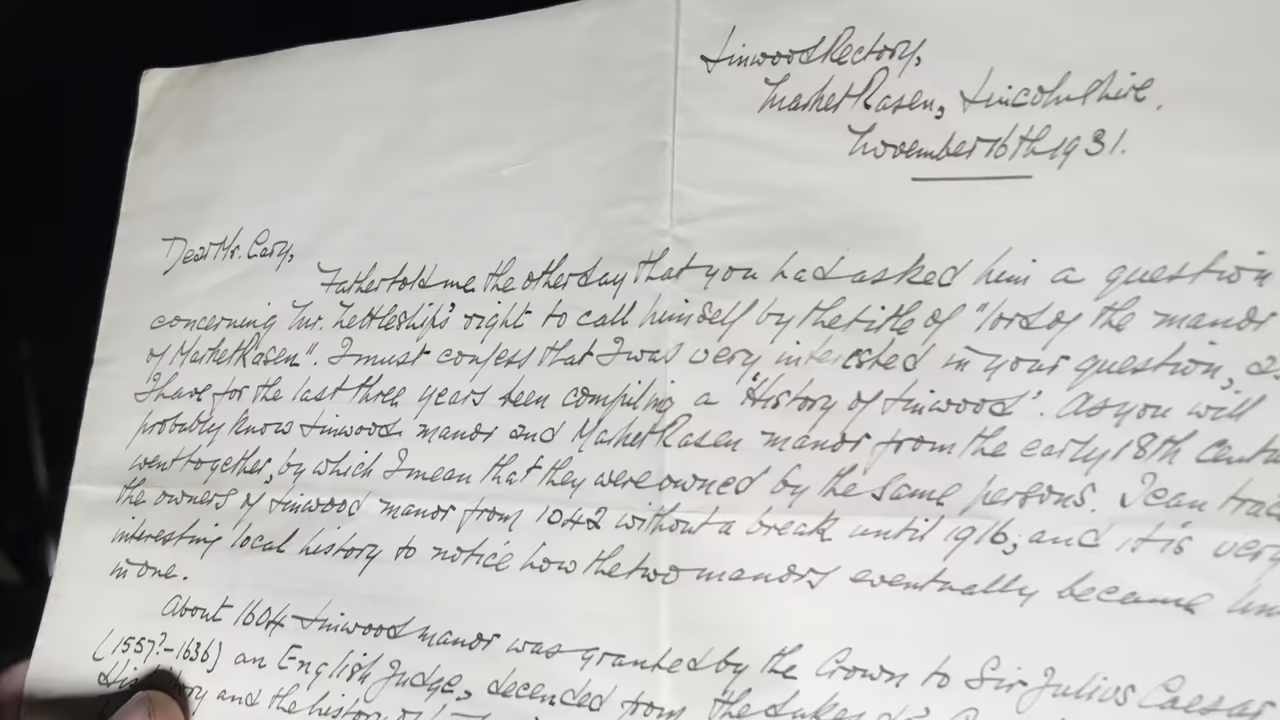 Linwood Rectory,
Market Rasen, Lincolnshire.
November 16th 1931.
Dear Mr. Cary,
Father told me the other day that you had asked him a question
concerning Mr. Nettleship's right to call himself by the title of "lord of the manor
of Market Rasen". I must confess that I was very interested in your question, as
I have for the last three years been compiling a "History of Linwood". As you will
probably know Linwood manor and Market Rasen manor from the early 18th
went together, by which I mean that they were owned by the same persons. I can
the owners of Linwood manor from 1042 without a break until 1916; and it is very
interesting local history to notice how the two manors eventually became
in one.
About 1604 Linwood manor was granted by the Crown to Sir Julius Caesar
(1557?-1636) an English Judge, decended from the Dukes
and the history of